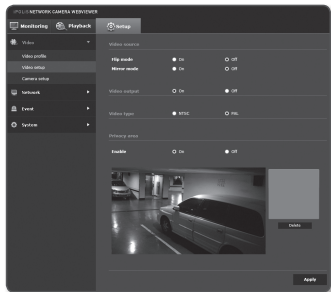 iPOLiS NETWORK CAMERA WEBVIEWER
Monitoring Playback Setup
Video
Video profile
Video setup
Camera setup
Network
Event
System
Video source
Flip mode On Off
Mirror mode On Off
Video output On Off
Video type NTSC PAL
Privacy area
Enable On Off
Delete
Apply